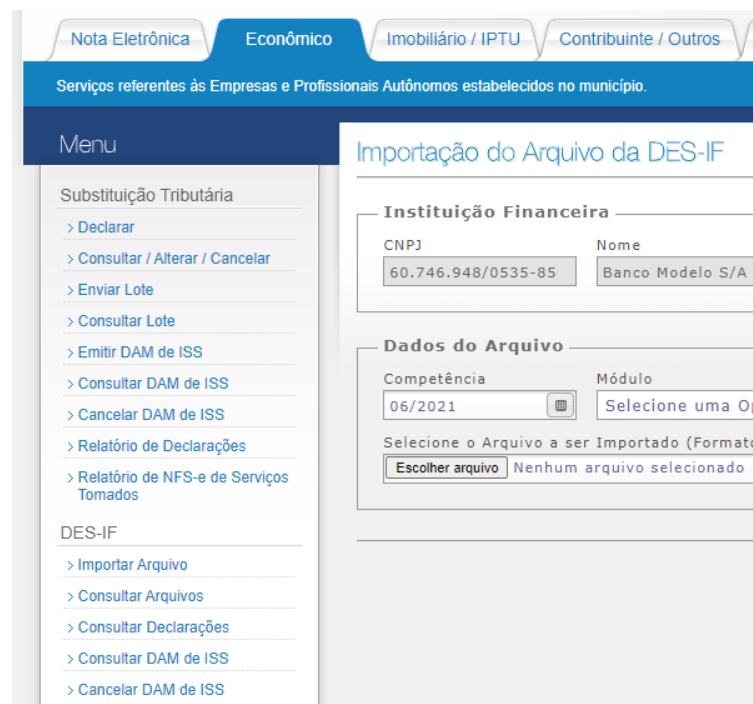 Nota Eletrônica
Econômico
Imobiliário / IPTU
Contribuinte / Outros
Serviços referentes às Empresas e Profissionais Autônomos estabelecidos no município.
Menu
Substituição Tributária
> Declarar
> Consultar / Alterar / Cancelar
> Enviar Lote
> Consultar Lote
> Emitir DAM de ISS
> Consultar DAM de ISS
> Cancelar DAM de ISS
> Relatório de Declarações
> Relatório de NFS-e de Serviços
Tomados
DES-IF
> Importar Arquivo
> Consultar Arquivos
> Consultar Declarações
> Consultar DAM de ISS
> Cancelar DAM de ISS
Importação do Arquivo da DES-IF
Instituição Financeira
CNPJ
Nome
60.746.948/0535-85
Banco Modelo S/A
Dados do Arquivo
Competência
Módulo
06/2021
Selecione uma
Selecione o Arquivo a ser Importado
Escolher arquivo Nenhum arquivo selecionado